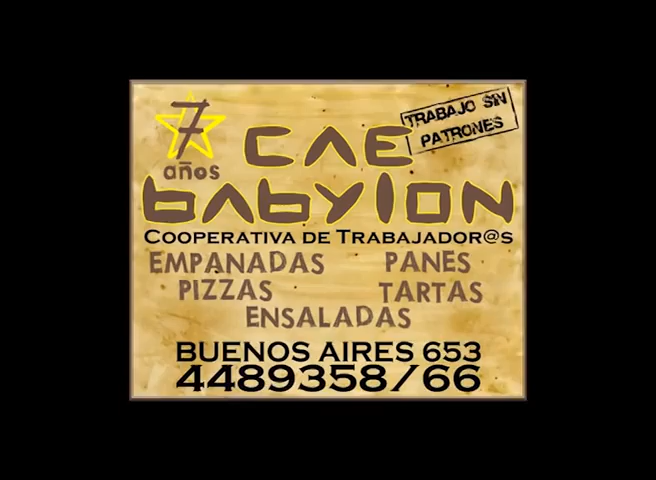 7
años
TRABAJO SIN
PATRONES
CAE
babylon
COOPERATIVA DE TRABAJADOR@S
EMPANADAS PANES
PIZZAS TARTAS
ENSALADAS
BUENOS AIRES 653
4489358/66